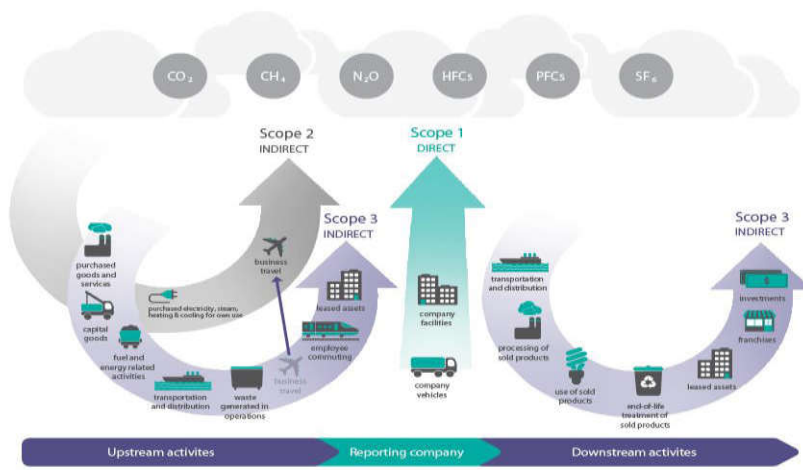 CO₂
CH₄
N₂O
HFCs
PFCs
SF₆
Scope 2
INDIRECT
Scope 1
DIRECT
Scope 3
INDIRECT
Scope 3
INDIRECT
purchased
goods and
services
capital
goods
fuel and
energy related
activities
purchased electricity, steam,
heating & cooling for own use
business
travel
transportation
and distribution
waste
generated in
operations
business
travel
employee
commuting
leased assets
company
facilities
company
vehicles
transportation
and distribution
processing of
sold products
use of sold
products
end-of-life
treatment of
sold products
leased assets
franchises
investments
Upstream activites
Reporting company
Downstream activites